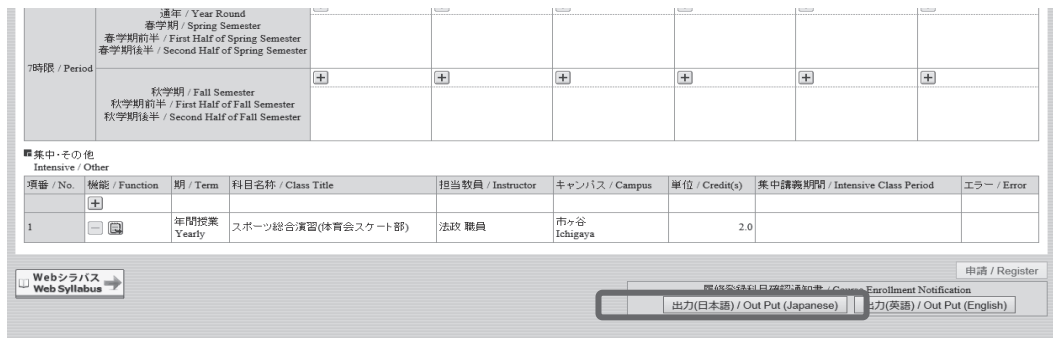 通年 / Year Round
春学期 / Spring Semester
春学期前半 / First Half of Spring Semester
春学期後半 / Second Half of Spring Semester
7時限 / Period
秋学期 / Fall Semester
秋学期前半 / First Half of Fall Semester
秋学期後半 / Second Half of Fall Semester
集中・その他
Intensive / Other
項番 / No. 機能 / Function 期 / Term 科目名称 / Class Title 担当教員 / Instructor キャンパス / Campus 単位 / Credit(s) 集中講義期間 / Intensive Class Period エラー / Error
1 年間授業 スポーツ総合演習(体育会スケート部) 法政 職員 市ヶ谷 2.0
Yearly Ichigaya
申請 / Register
Webシラバス
Web Syllabus
履修登録科目確認通知書 / Course Enrollment Notification
出力(日本語) / Out Put (Japanese) 出力(英語) / Out Put (English)